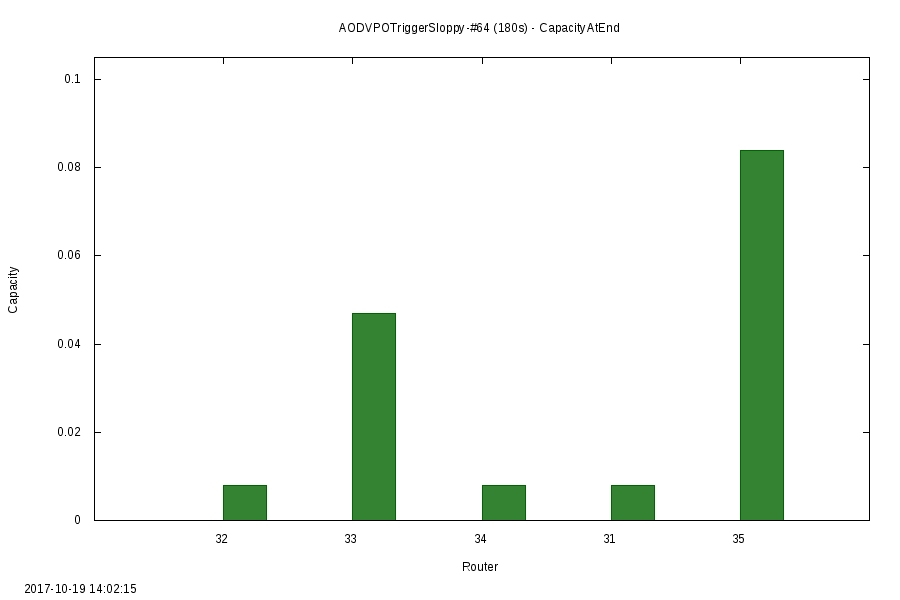 AODVPOTriggerSloppy-#64 (180s) - CapacityAtEnd
0.1
0.08
0.06
0.04
0.02
0
Capacity
32 33 34 31 35
Router
2017-10-19 14:02:15